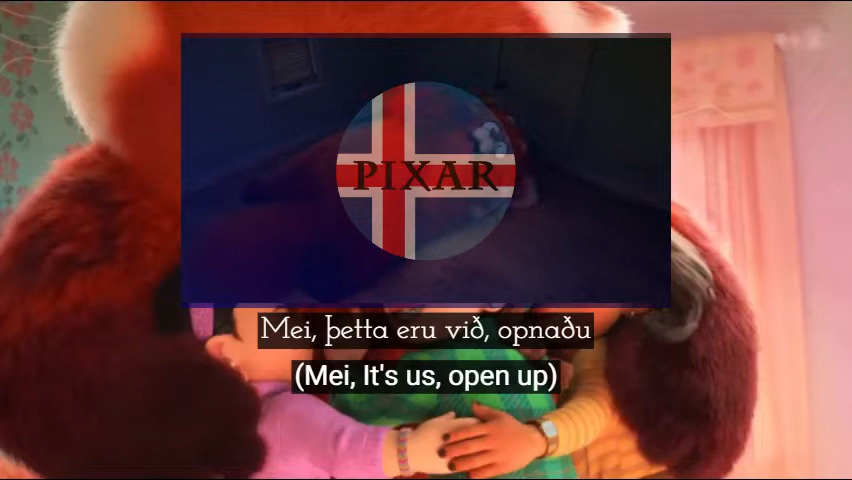 PIXAR
Mei, þetta eru við, opnaðu
(Mei, It's us, open up)